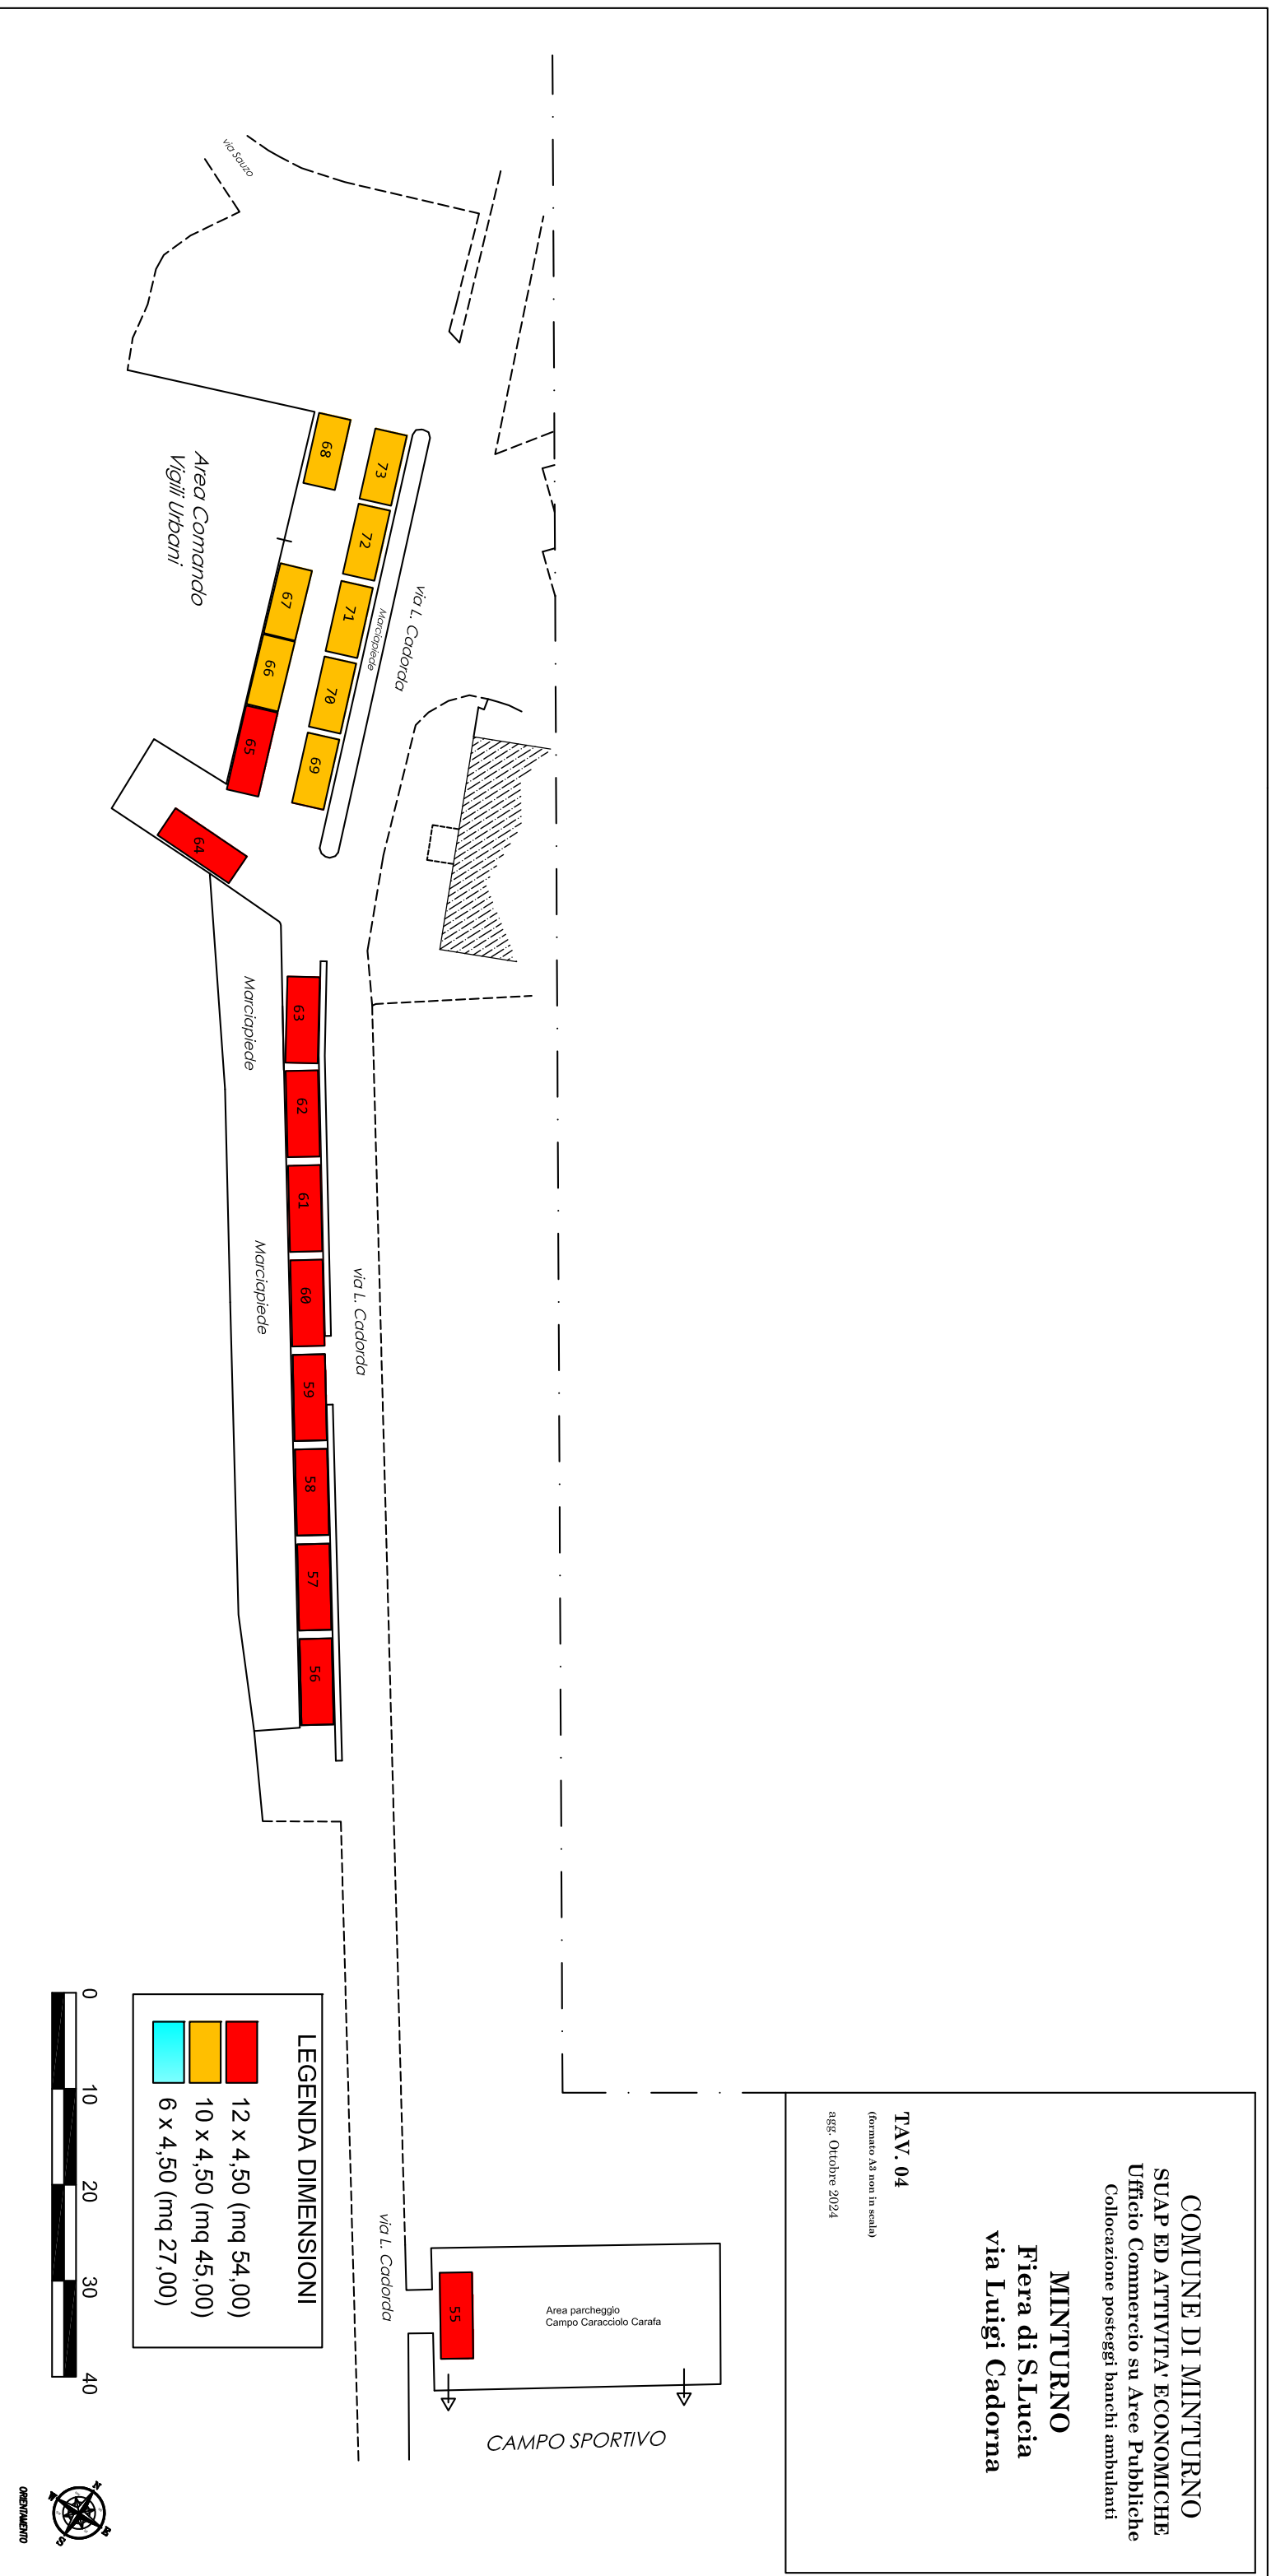 COMUNE DI MINTURNO
SUAP ED ATTIVITA' ECONOMICHE
Ufficio Commercio su Aree Pubbliche
Collocazione posteggi banchi ambulanti
MINTURNO
Fiera di S.Lucia
via Luigi Cadorna
TAV. 04
(formato A3 non in scala)
agg. Ottobre 2024
via Sauzo
Area Comando
Vigili Urbani
68
73
72
71
70
69
67
66
65
64
via L. Cadorda
Marciapiede
63
62
61
60
59
58
57
56
Marciapiede
Marciapiede
via L. Cadorda
via L. Cadorda
55
Area parcheggio
Campo Caracciolo Carafa
CAMPO SPORTIVO
LEGENDA DIMENSIONI
12 x 4,50 (mq 54,00)
10 x 4,50 (mq 45,00)
6 x 4,50 (mq 27,00)
0 10 20 30 40
N
E
S
W
ORIENTAMENTO